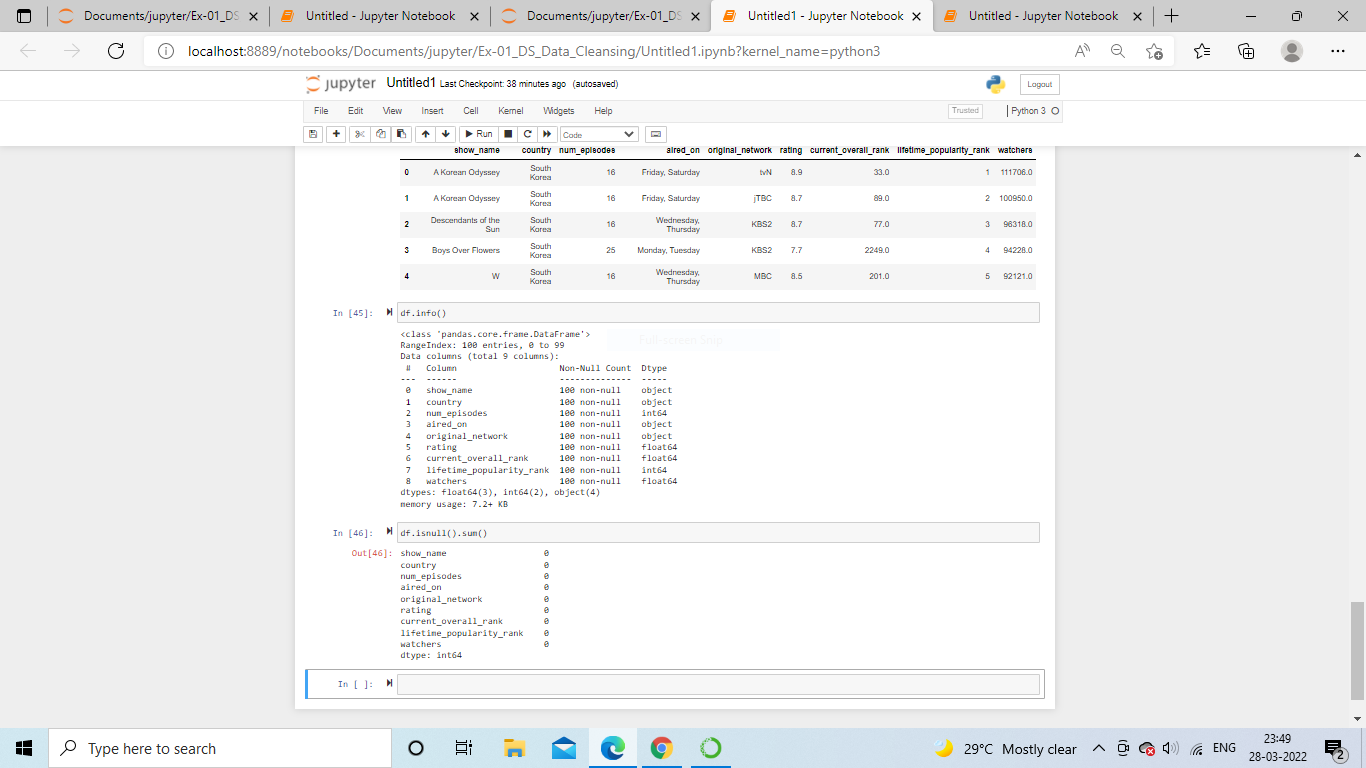 Documents/jupyter/Ex-01_DS
Untitled - Jupyter Notebook
Documents/jupyter/Ex-01_DS
Untitled1 - Jupyter Notebook
Untitled - Jupyter Notebook
localhost:8889/notebooks/Documents/jupyter/Ex-01_DS_Data_Cleansing/Untitled1.ipynb?kernel_name=python3
jupyter Untitled1 Last Checkpoint: 38 minutes ago (autosaved)
Logout
File Edit View Insert Cell Kernel Widgets Help Trusted Python 3
Run Code
show_name country num_episodes aired_on original_network rating current_overall_rank lifetime_popularity_rank watchers
0 A Korean Odyssey South Korea 16 Friday, Saturday tvN 8.9 33.0 1 111706.0
1 A Korean Odyssey South Korea 16 Friday, Saturday jTBC 8.7 89.0 2 100950.0
2 Descendants of the Sun South Korea 16 Wednesday, Thursday KBS2 8.7 77.0 3 96318.0
3 Boys Over Flowers South Korea 25 Monday, Tuesday KBS2 7.7 2249.0 4 94228.0
4 W South Korea 16 Wednesday, Thursday MBC 8.5 201.0 5 92121.0
In [45]: df.info()
Full-screen Snip
<class 'pandas.core.frame.DataFrame'>
RangeIndex: 100 entries, 0 to 99
Data columns (total 9 columns):
# Column Non-Null Count Dtype
--- ------ -------------- -----
0 show_name 100 non-null object
1 country 100 non-null object
2 num_episodes 100 non-null int64
3 aired_on 100 non-null object
4 original_network 100 non-null object
5 rating 100 non-null float64
6 current_overall_rank 100 non-null float64
7 lifetime_popularity_rank 100 non-null int64
8 watchers 100 non-null float64
dtypes: float64(3), int64(2), object(4)
memory usage: 7.2+ KB
In [46]: df.isnull().sum()
Out[46]: show_name 0
country 0
num_episodes 0
aired_on 0
original_network 0
rating 0
current_overall_rank 0
lifetime_popularity_rank 0
watchers 0
dtype: int64
In [ ]:
Type here to search
29°C Mostly clear
ENG
23:49
28-03-2022
2